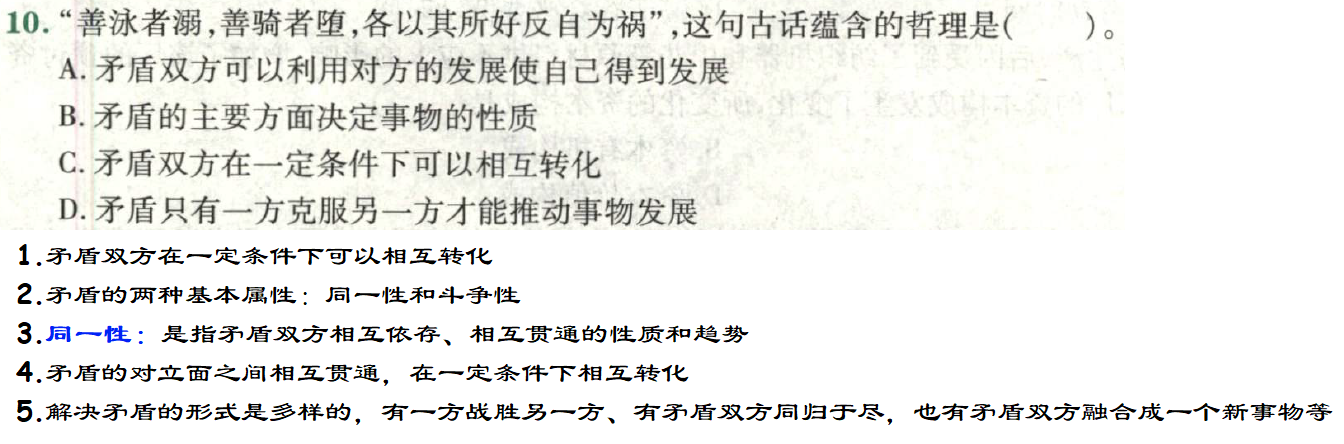 10. “善泳者溺,善骑者堕,各以其所好反自为祸”,这句古话蕴含的哲理是(　　)。
A. 矛盾双方可以利用对方的发展使自己得到发展
B. 矛盾的主要方面决定事物的性质
C. 矛盾双方在一定条件下可以相互转化
D. 矛盾只有一方克服另一方才能推动事物发展
1.矛盾双方在一定条件下可以相互转化
2.矛盾的两种基本属性：同一性和斗争性
3.同一性：是指矛盾双方相互依存、相互贯通的性质和趋势
4.矛盾的对立面之间相互贯通，在一定条件下相互转化
5.解决矛盾的形式是多样的，有一方战胜另一方、有矛盾双方同归于尽，也有矛盾双方融合成一个新事物等